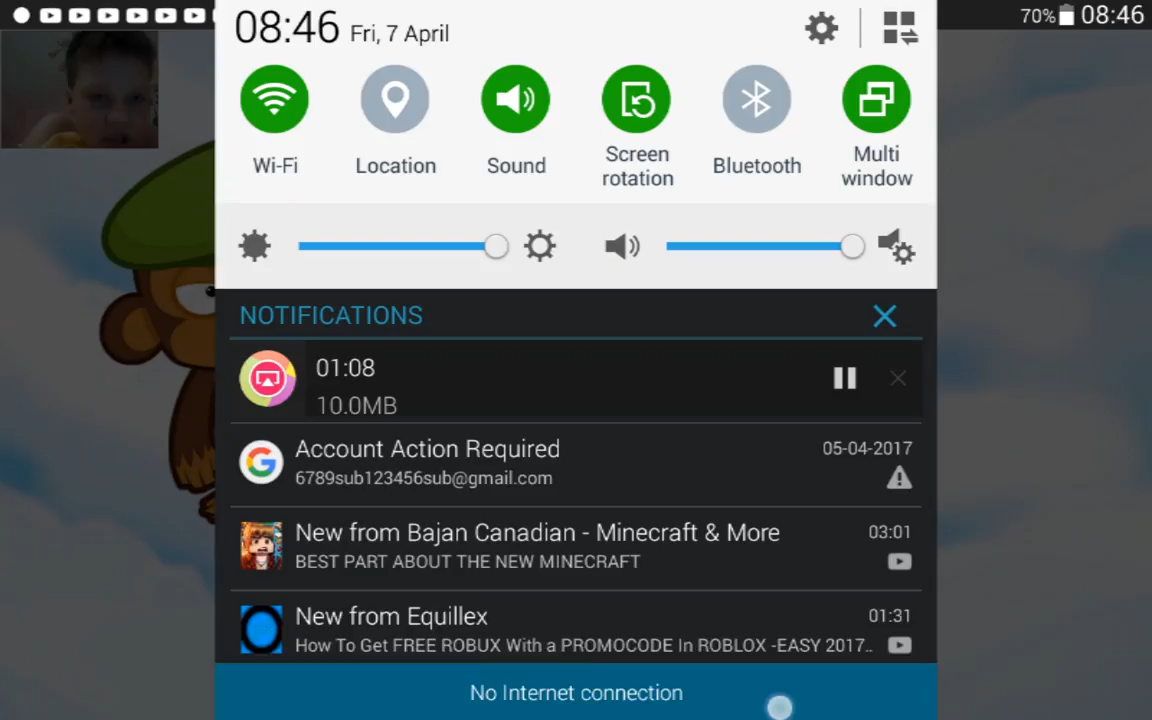 70% 08:46
08:46 Fri, 7 April
Wi-Fi
Location
Sound
Screen
rotation
Bluetooth
Multi
window
NOTIFICATIONS
01:08
10.0MB
Account Action Required 05-04-2017
6789sub123456sub@gmail.com
New from Bajan Canadian - Minecraft & More 03:01
BEST PART ABOUT THE NEW MINECRAFT
New from Equillex 01:31
How To Get FREE ROBUX With a PROMOCODE In ROBLOX -EASY 2017..
No Internet connection